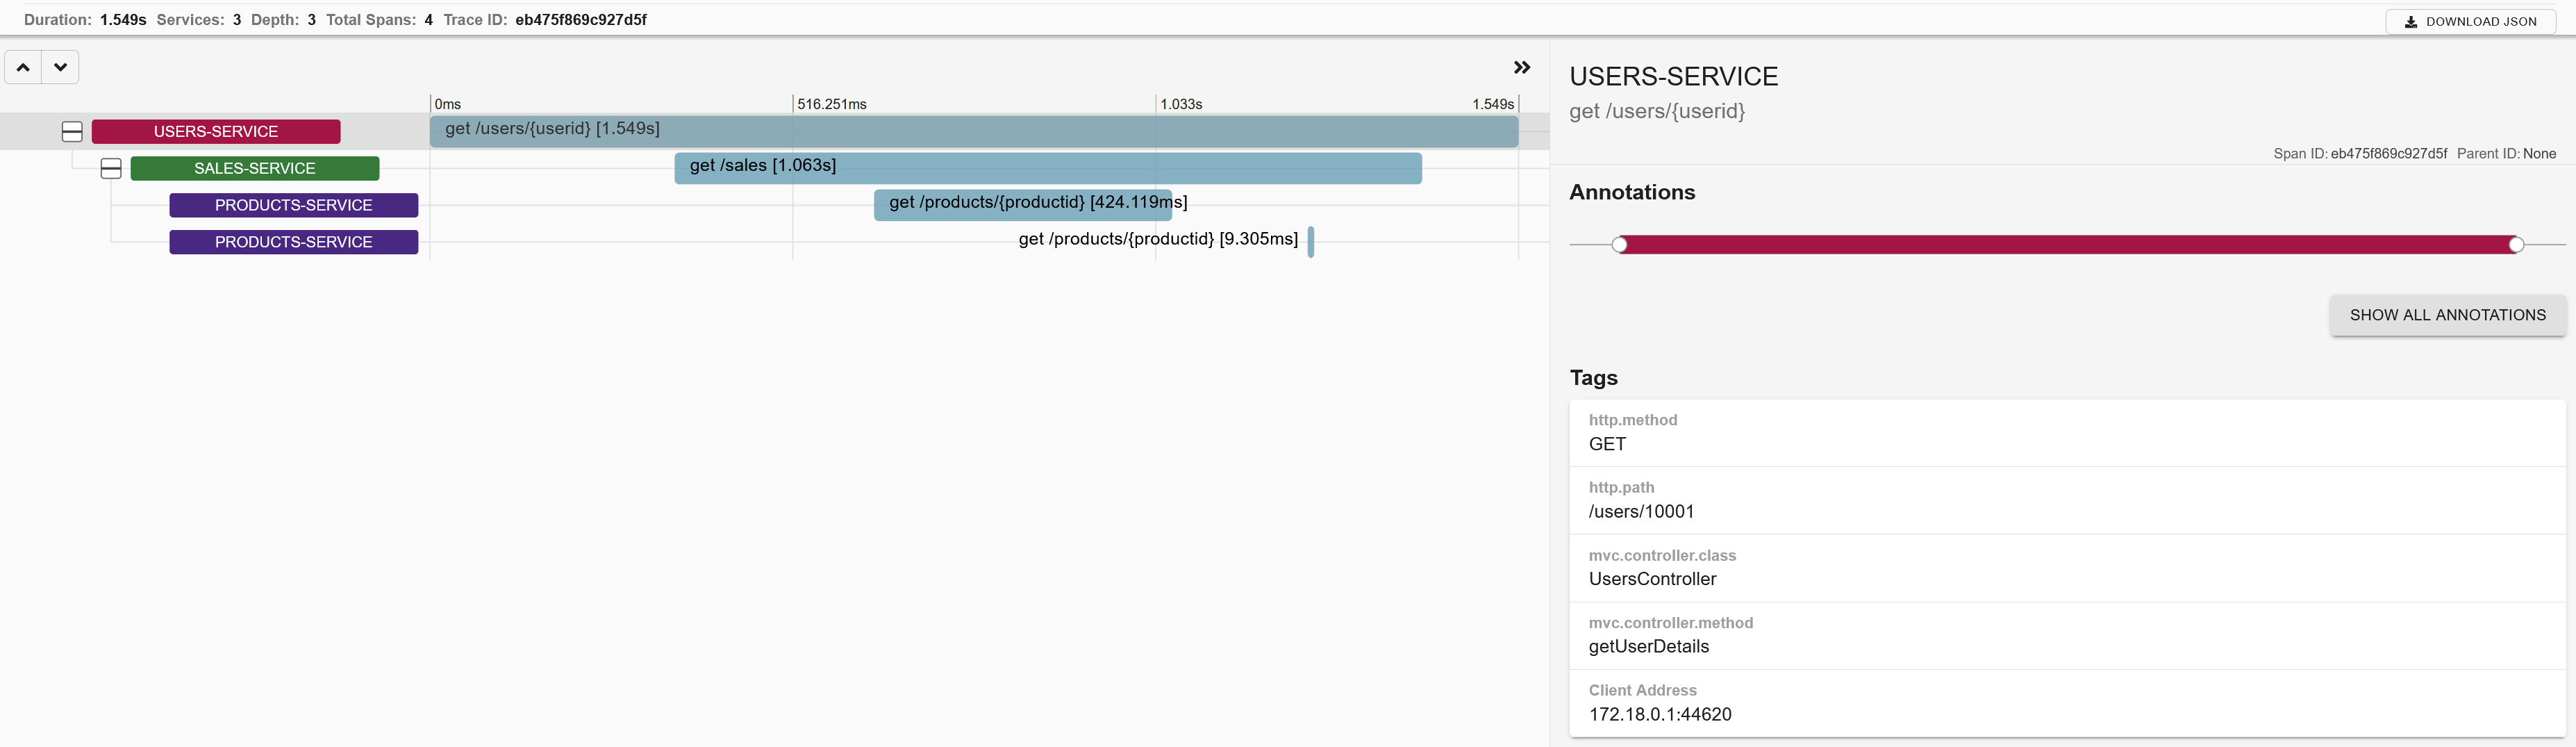 Duration: 1.549s Services: 3 Depth: 3 Total Spans: 4 Trace ID: eb475f869c927d5f
DOWNLOAD JSON
0ms 516.251ms 1.033s 1.549s
USERS-SERVICE get /users/{userid} [1.549s]
SALES-SERVICE get /sales [1.063s]
PRODUCTS-SERVICE get /products/{productid} [424.119ms]
PRODUCTS-SERVICE get /products/{productid} [9.305ms]
USERS-SERVICE
get /users/{userid}
Span ID: eb475f869c927d5f Parent ID: None
Annotations
SHOW ALL ANNOTATIONS
Tags
http.method
GET
http.path
/users/10001
mvc.controller.class
UsersController
mvc.controller.method
getUserDetails
Client Address
172.18.0.1:44620